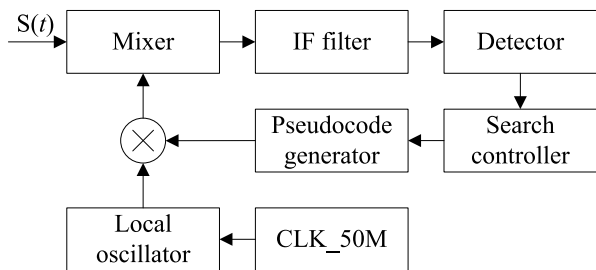 S(t)
Mixer
IF filter
Detector
Pseudocode
generator
Search
controller
Local
oscillator
CLK_50M